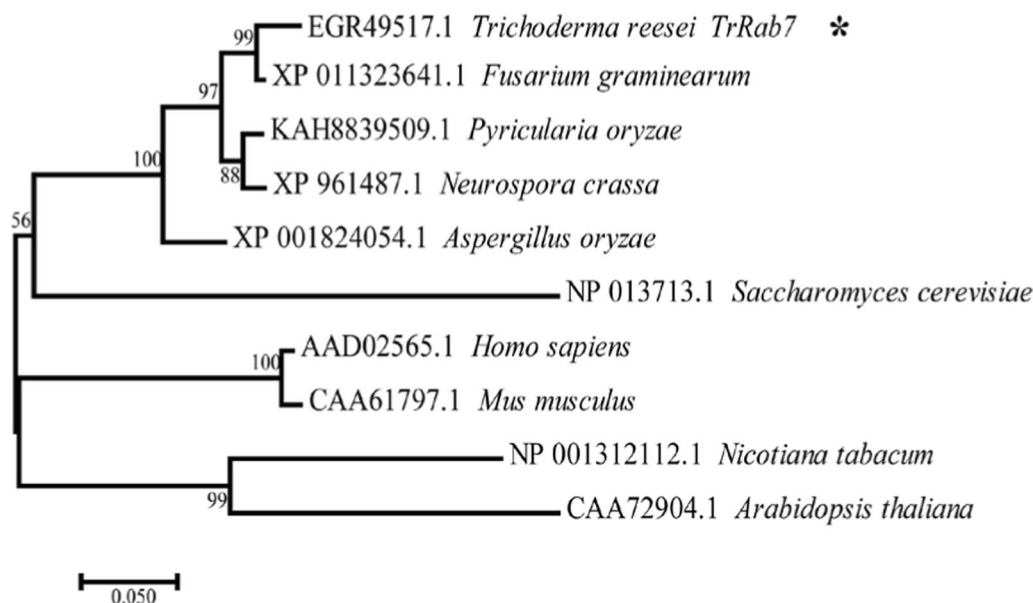 99
EGR49517.1 Trichoderma reesei TrRab7 *
XP 011323641.1 Fusarium graminearum
97
KAH8839509.1 Pyricularia oryzae
100
88
XP 961487.1 Neurospora crassa
56
XP 001824054.1 Aspergillus oryzae
NP 013713.1 Saccharomyces cerevisiae
AAD02565.1 Homo sapiens
100
CAA61797.1 Mus musculus
NP 001312112.1 Nicotiana tabacum
99
CAA72904.1 Arabidopsis thaliana
0.050